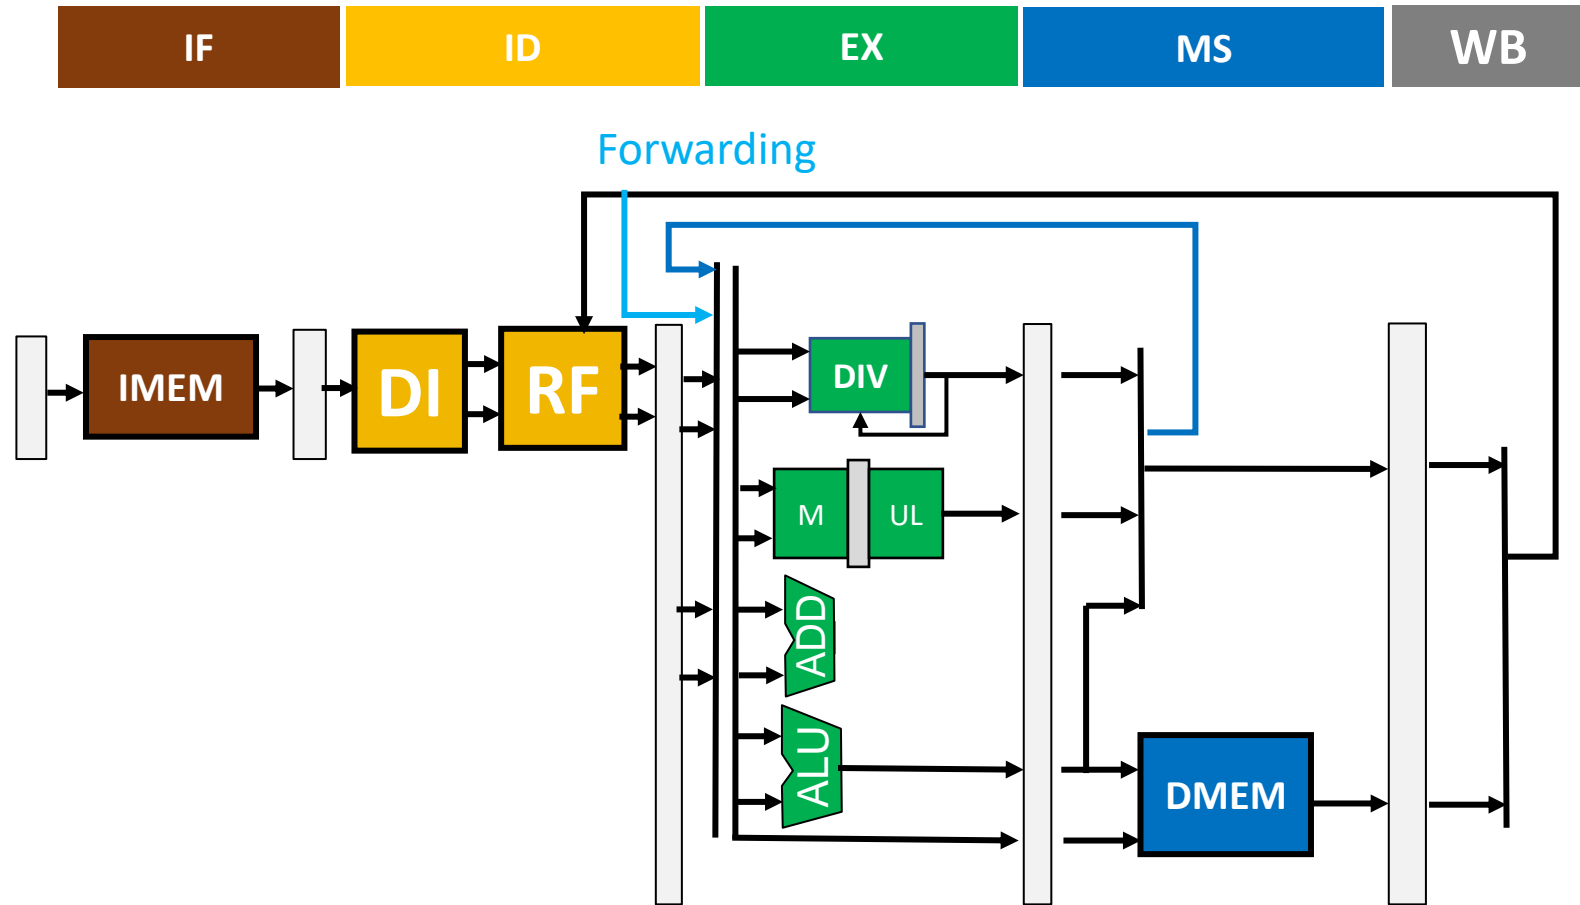 IF
ID
EX
MS
WB
Forwarding
IMEM
DI
RF
DIV
M
UL
ADD
ALU
DMEM